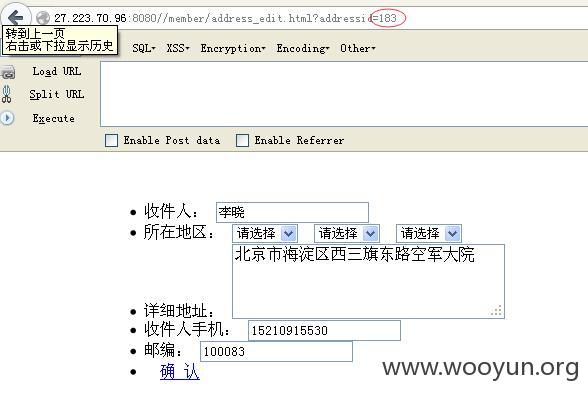 27.223.70.96:8080//member/address_edit.html?addressid=183
转到上一页
右击或下拉显示历史
SQL▾ XSS▾ Encryption▾ Encoding▾ Other▾
Load URL
Split URL
Execute
Enable Post data Enable Referrer
收件人： 李晓
所在地区： 请选择 请选择 请选择
北京市海淀区西三旗东路空军大院
详细地址：
收件人手机： 15210915530
邮编： 100083
确 认
www.wooyun.org